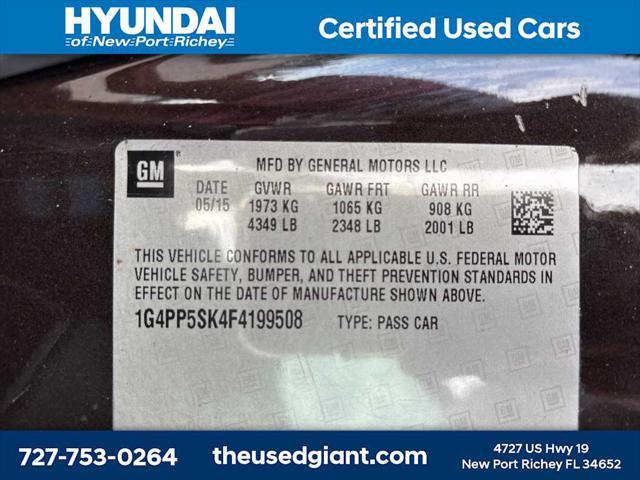 HYUNDAI
of New Port Richey
Certified Used Cars
GM
MFD BY GENERAL MOTORS LLC
DATE GVWR GAWR FRT GAWR RR
05/15 1973 KG 1065 KG 908 KG
4349 LB 2348 LB 2001 LB
THIS VEHICLE CONFORMS TO ALL APPLICABLE U.S. FEDERAL MOTOR
VEHICLE SAFETY, BUMPER, AND THEFT PREVENTION STANDARDS IN
EFFECT ON THE DATE OF MANUFACTURE SHOWN ABOVE.
1G4PP5SK4F4199508 TYPE: PASS CAR
727-753-0264
theusedgiant.com
4727 US Hwy 19
New Port Richey FL 34652